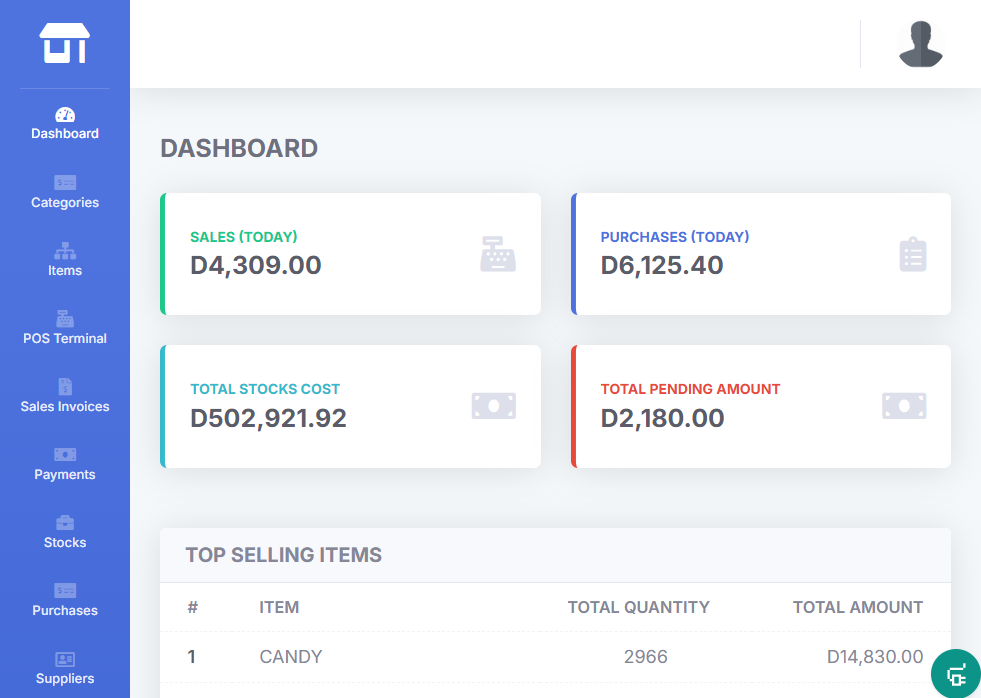 Dashboard
Categories
Items
POS Terminal
Sales Invoices
Payments
Stocks
Purchases
Suppliers
DASHBOARD
SALES (TODAY)
D4,309.00
PURCHASES (TODAY)
D6,125.40
TOTAL STOCKS COST
D502,921.92
TOTAL PENDING AMOUNT
D2,180.00
TOP SELLING ITEMS
# ITEM TOTAL QUANTITY TOTAL AMOUNT
1 CANDY 2966 D14,830.00